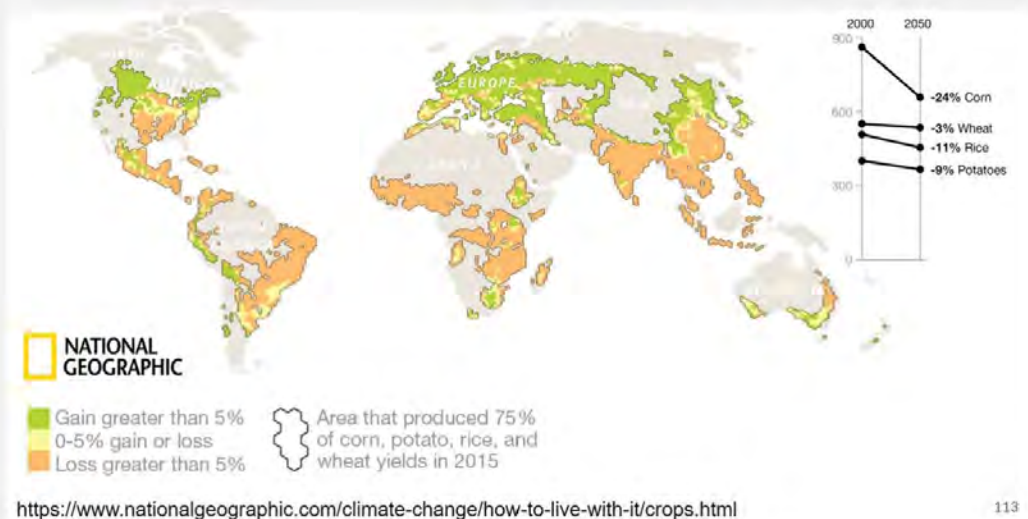 2000 2050
900
600
300
0
-24% Corn
-3% Wheat
-11% Rice
-9% Potatoes
EUROPE
NATIONAL
GEOGRAPHIC
Gain greater than 5%
0-5% gain or loss
Loss greater than 5%
Area that produced 75%
of corn, potato, rice, and
wheat yields in 2015
https://www.nationalgeographic.com/climate-change/how-to-live-with-it/crops.html
113